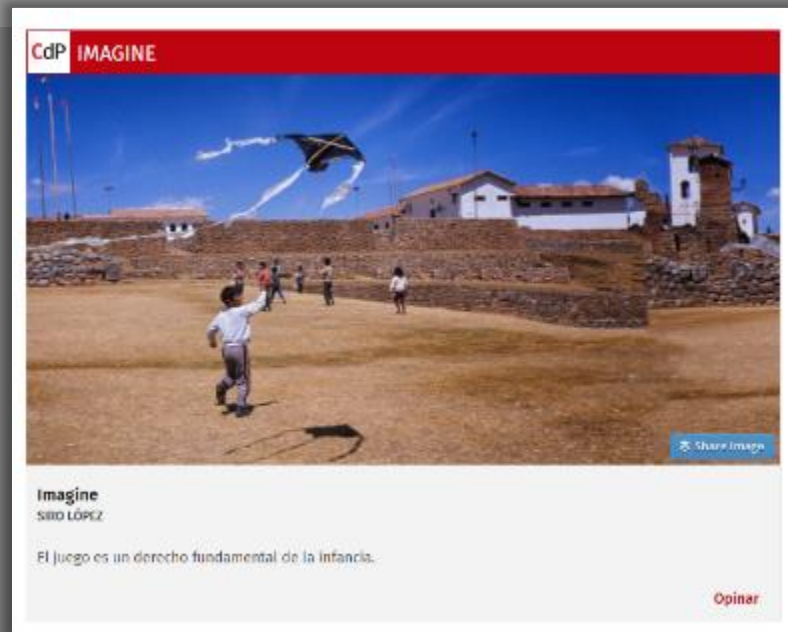 CdP IMAGINE
Share Image
Imagine
SIRO LÓPEZ
El juego es un derecho fundamental de la infancia.
Opinar